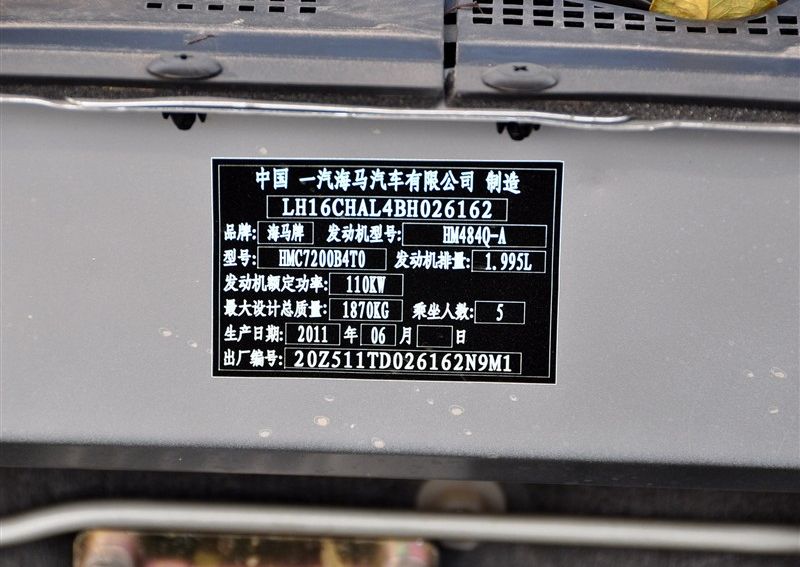 中国 一汽海马汽车有限公司 制造
LH16CHAL4BH026162
品牌: 海马牌 发动机型号: HM484Q-A
型号: HMC7200B4T0 发动机排量: 1.995L
发动机额定功率: 110KW
最大设计总质量: 1870KG 乘坐人数: 5
生产日期: 2011 年 06 月 日
出厂编号: 20Z511TD026162N9M1